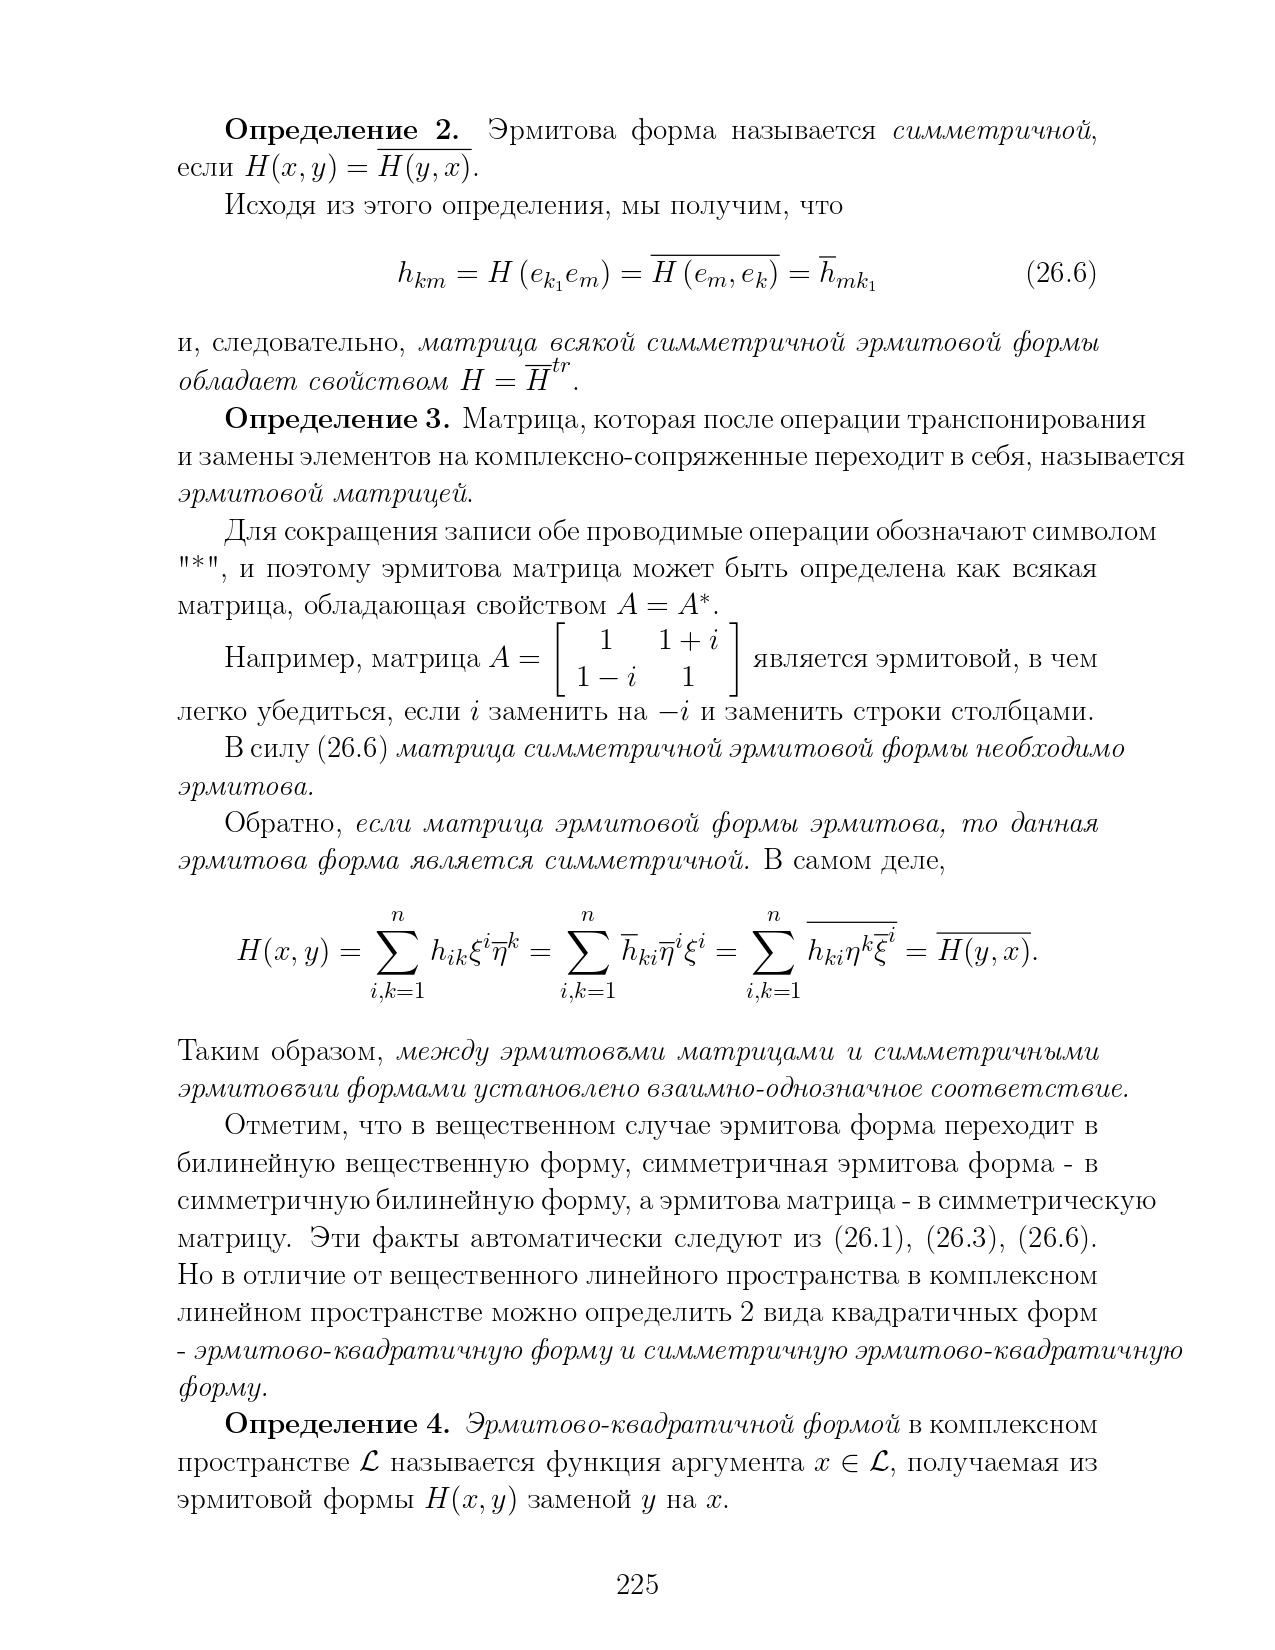 Определение 2. Эрмитова форма называется симметричной,
если $H(x, y) = \overline{H(y, x)}$.
Исходя из этого определения, мы получим, что
$h_{km} = H\left(e_{k_1} e_m\right) = \overline{H\left(e_m, e_k\right)} = \overline{h}_{mk_1}$ (26.6)
и, следовательно, матрица всякой симметричной эрмитовой формы
обладает свойством $H = \overline{H}^{tr}$.
Определение 3. Матрица, которая после операции транспонирования
и замены элементов на комплексно-сопряженные переходит в себя, называется
эрмитовой матрицей.
Для сокращения записи обе проводимые операции обозначают символом
"*", и поэтому эрмитова матрица может быть определена как всякая
матрица, обладающая свойством $A = A^*$.
Например, матрица $A = \left[\begin{array}{cc} 1 & 1+i \\ 1-i & 1 \end{array}\right]$ является эрмитовой, в чем
легко убедиться, если $i$ заменить на $-i$ и заменить строки столбцами.
В силу (26.6) матрица симметричной эрмитовой формы необходимо
эрмитова.
Обратно, если матрица эрмитовой формы эрмитова, то данная
эрмитова форма является симметричной. В самом деле,
$H(x, y) = \sum_{i,k=1}^{n} h_{ik} \xi^i \overline{\eta}^k = \sum_{i,k=1}^{n} \overline{h}_{ki} \overline{\eta}^i \xi^i = \sum_{i,k=1}^{n} \overline{h_{ki} \eta^k \overline{\xi}^i} = \overline{H(y, x)}.$
Таким образом, между эрмитовъми матрицами и симметричными
эрмитовъии формами установлено взаимно-однозначное соответствие.
Отметим, что в вещественном случае эрмитова форма переходит в
билинейную вещественную форму, симметричная эрмитова форма - в
симметричную билинейную форму, а эрмитова матрица - в симметрическую
матрицу. Эти факты автоматически следуют из (26.1), (26.3), (26.6).
Но в отличие от вещественного линейного пространства в комплексном
линейном пространстве можно определить 2 вида квадратичных форм
- эрмитово-квадратичную форму и симметричную эрмитово-квадратичную
форму.
Определение 4. Эрмитово-квадратичной формой в комплексном
пространстве $\mathcal{L}$ называется функция аргумента $x \in \mathcal{L}$, получаемая из
эрмитовой формы $H(x, y)$ заменой $y$ на $x$.
225